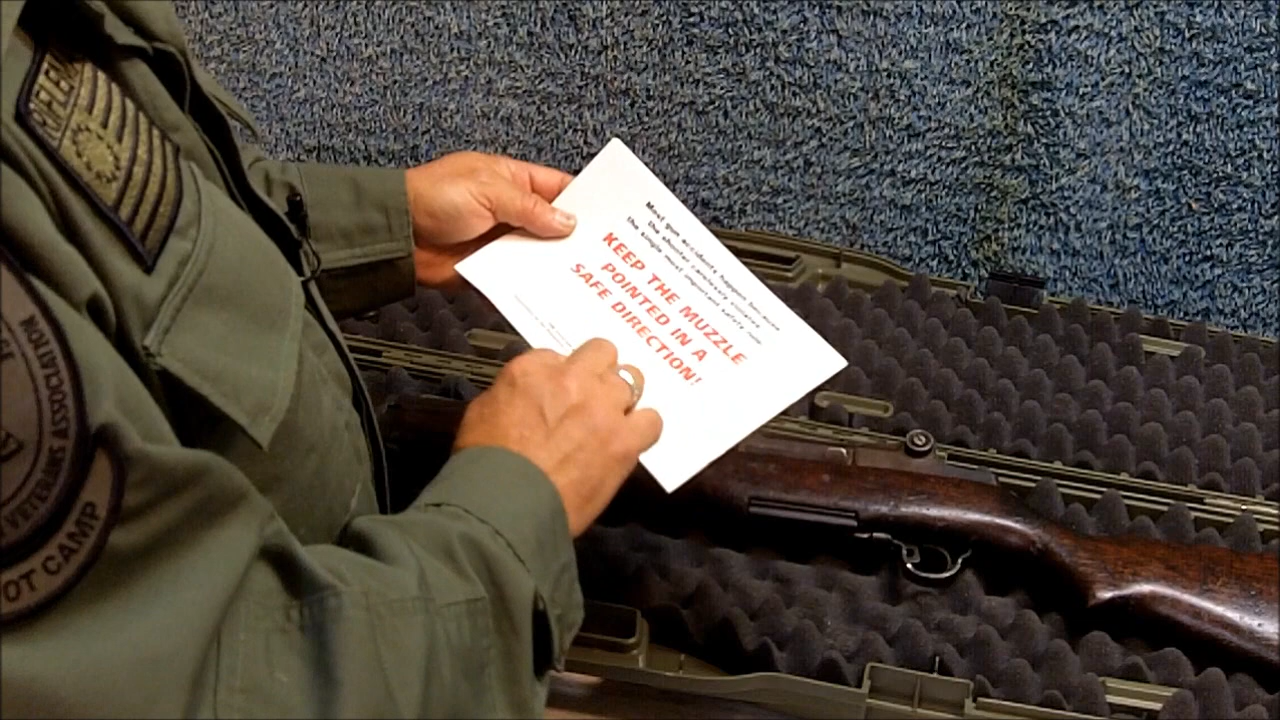 Most gun accidents happen because
the shooter carelessly violates
the single most important safety rule:
KEEP THE MUZZLE
POINTED IN A
SAFE DIRECTION!
VETERANS ASSOCIATION
OT CAMP